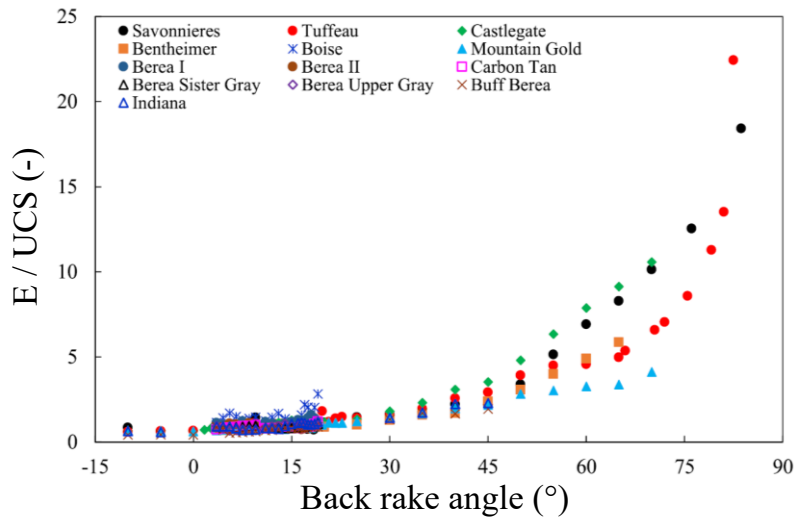 Savonnieres Tuffeau Castlegate
Bentheimer Boise Mountain Gold
Berea I Berea II Carbon Tan
Berea Sister Gray Berea Upper Gray Buff Berea
Indiana
E / UCS (-)
25
20
15
10
5
0
-15 0 15 30 45 60 75 90
Back rake angle (°)